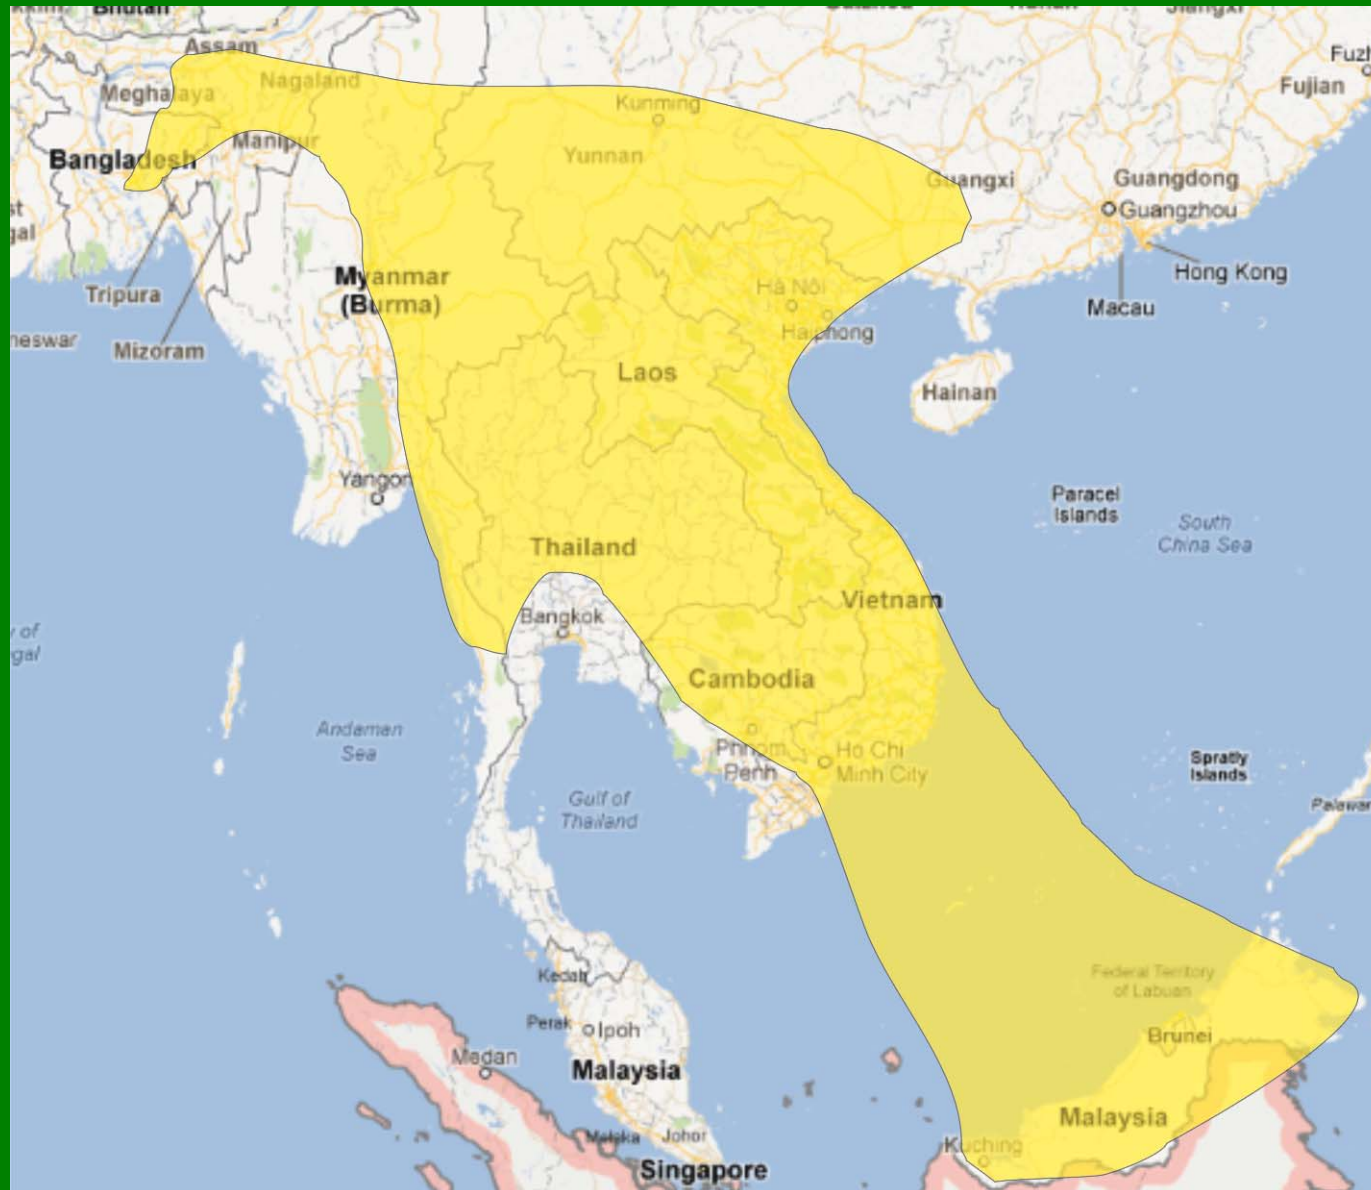 Bhutan
Assam
Nagaland
Meghalaya
Kunming
Fujian
Manipur
Bangladesh
Yunnan
Guangxi
Guangdong
Guangzhou
Hong Kong
Macau
Myanmar
(Burma)
Hà Nội
Haiphong
Tripura
Mizoram
Laos
Hainan
Yangon
Paracel
Islands
South
China Sea
Thailand
Bangkok
Vietnam
Cambodia
Andaman
Sea
Phnom
Penh
Ho Chi
Minh City
Spratly
Islands
Gulf of
Thailand
Palawan
Kedah
Federal Territory
of Labuan
Perak
Ipoh
Brunei
Medan
Malaysia
Malaysia
Melaka
Johor
Kuching
Singapore